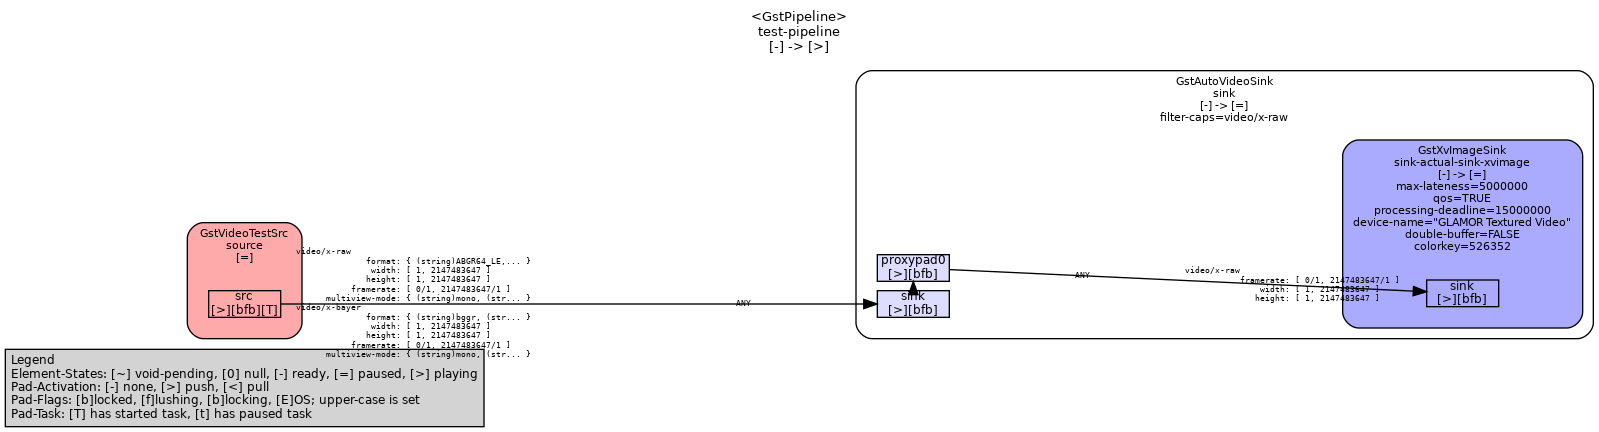 <GstPipeline>
test-pipeline
[-] -> [>]
GstAutoVideoSink
sink
[-] -> [=]
filter-caps=video/x-raw
GstXvImageSink
sink-actual-sink-xvimage
[-] -> [=]
max-lateness=5000000
qos=TRUE
processing-deadline=15000000
device-name="GLAMOR Textured Video"
double-buffer=FALSE
colorkey=526352
GstVideoTestSrc
source
[=]
src
[>][bfb][T]
video/x-raw
format: { (string)ABGR64_LE,... }
width: [ 1, 2147483647 ]
height: [ 1, 2147483647 ]
framerate: [ 0/1, 2147483647/1 ]
multiview-mode: { (string)mono, (str... }
video/x-bayer
format: { (string)bggr, (str... }
width: [ 1, 2147483647 ]
height: [ 1, 2147483647 ]
framerate: [ 0/1, 2147483647/1 ]
multiview-mode: { (string)mono, (str... }
ANY
proxypad0
[>][bfb]
sink
[>][bfb]
ANY
video/x-raw
framerate: [ 0/1, 2147483647/1 ]
width: [ 1, 2147483647 ]
height: [ 1, 2147483647 ]
sink
[>][bfb]
Legend
Element-States: [~] void-pending, [0] null, [-] ready, [=] paused, [>] playing
Pad-Activation: [-] none, [>] push, [<] pull
Pad-Flags: [b]locked, [f]lushing, [b]locking, [E]OS; upper-case is set
Pad-Task: [T] has started task, [t] has paused task